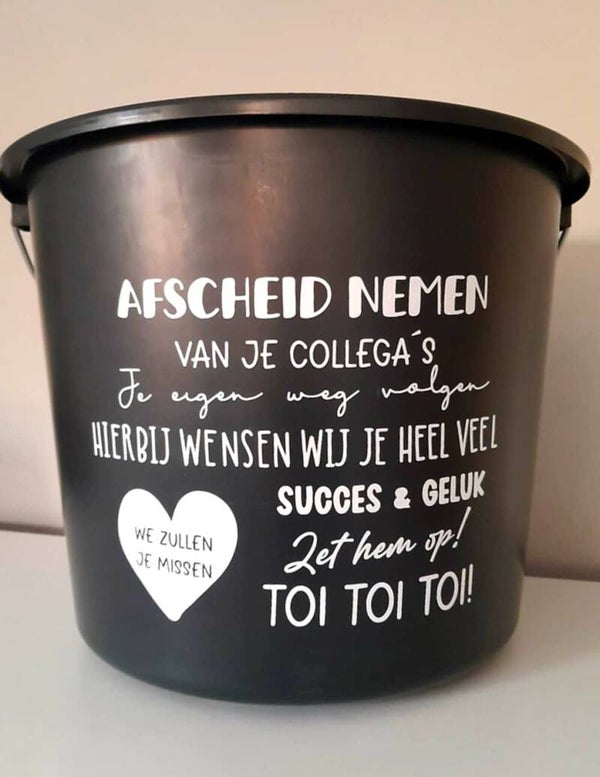 AFSCHEID NEMEN
VAN JE COLLEGA´S
Je eigen weg volgen
HIERBIJ WENSEN WIJ JE HEEL VEEL
SUCCES & GELUK
Zet hem op!
TOI TOI TOI!
WE ZULLEN
JE MISSEN